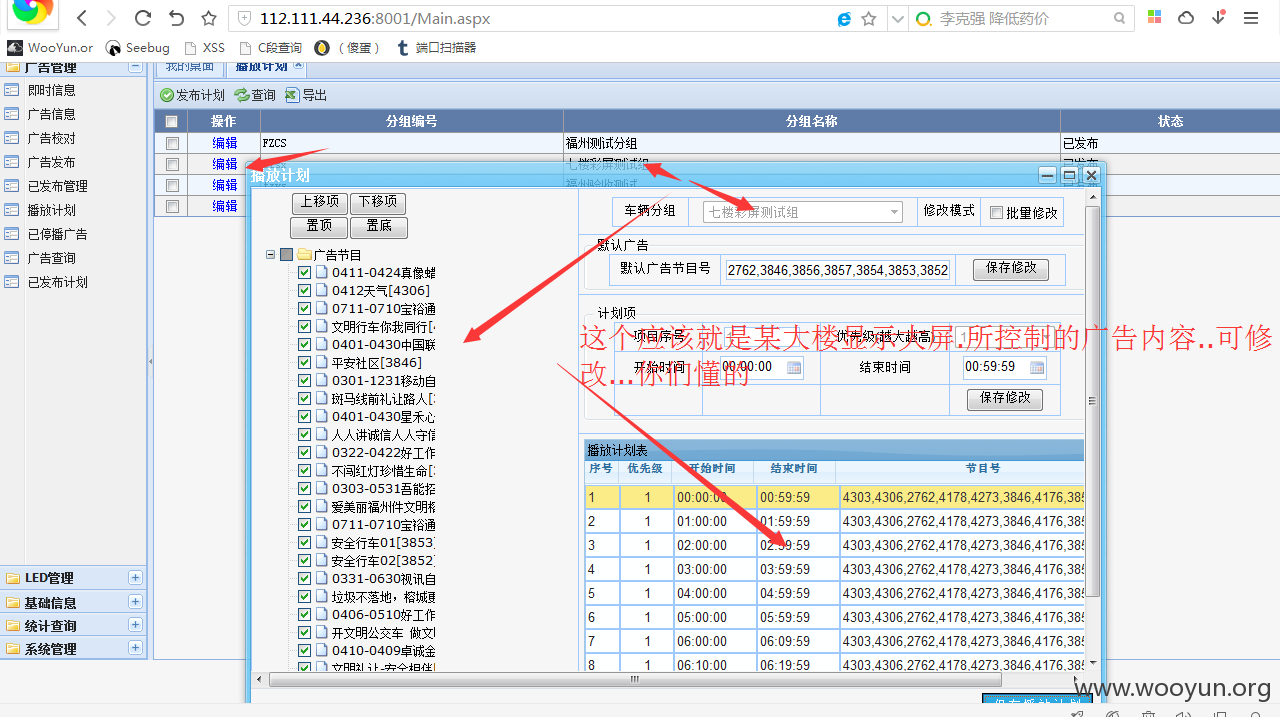 112.111.44.236:8001/Main.aspx
李克强 降低药价
WooYun.or Seebug XSS C段查询 （傻蛋） 端口扫描器
广告管理
我的桌面 播放计划
即时信息
广告信息
广告校对
广告发布
已发布管理
播放计划
已停播广告
广告查询
已发布计划
LED管理
基础信息
统计查询
系统管理
发布计划 查询 导出
操作 分组编号 分组名称 状态
编辑 FZCS 福州测试分组 已发布
编辑 七楼彩屏测试组
编辑
编辑
播放计划
上移项 下移项
置顶 置底
广告节目
0411-0424真像蜡
0412天气[4306]
0711-0710宝裕通
文明行车你我同行[4
0401-0430中国联
平安社区[3846]
0301-1231移动自
斑马线前礼让路人[
0401-0430星禾心
人人讲诚信人人守信
0322-0422好工作
不闯红灯珍惜生命[
0303-0531吾能招
爱美丽福州件文明程
0711-0710宝裕通
安全行车01[3853]
安全行车02[3852]
0331-0630视讯自
垃圾不落地，榕城更
0406-0510好工作
开文明公交车 做文明
0410-0409卓诚金
文明礼让-安全相伴
车辆分组 七楼彩屏测试组 修改模式 批量修改
默认广告
默认广告节目号 2762,3846,3856,3857,3854,3853,3852 保存修改
计划项
项目序号 1
开始时间 00:00:00 结束时间 00:59:59
保存修改
这个应该就是某大楼显示大屏.所控制的广告内容..可修
改...你们懂的
播放计划表
序号 优先级 开始时间 结束时间 节目号
1 1 00:00:00 00:59:59 4303,4306,2762,4178,4273,3846,4176,385
2 1 01:00:00 01:59:59 4303,4306,2762,4178,4273,3846,4176,385
3 1 02:00:00 02:59:59 4303,4306,2762,4178,4273,3846,4176,385
4 1 03:00:00 03:59:59 4303,4306,2762,4178,4273,3846,4176,385
5 1 04:00:00 04:59:59 4303,4306,2762,4178,4273,3846,4176,385
6 1 05:00:00 05:59:59 4303,4306,2762,4178,4273,3846,4176,385
7 1 06:00:00 06:09:59 4303,4306,2762,4178,4273,3846,4176,385
8 1 06:10:00 06:19:59 4303,4306,2762,4178,4273,3846,4176,385
保存播放计划
www.wooyun.org